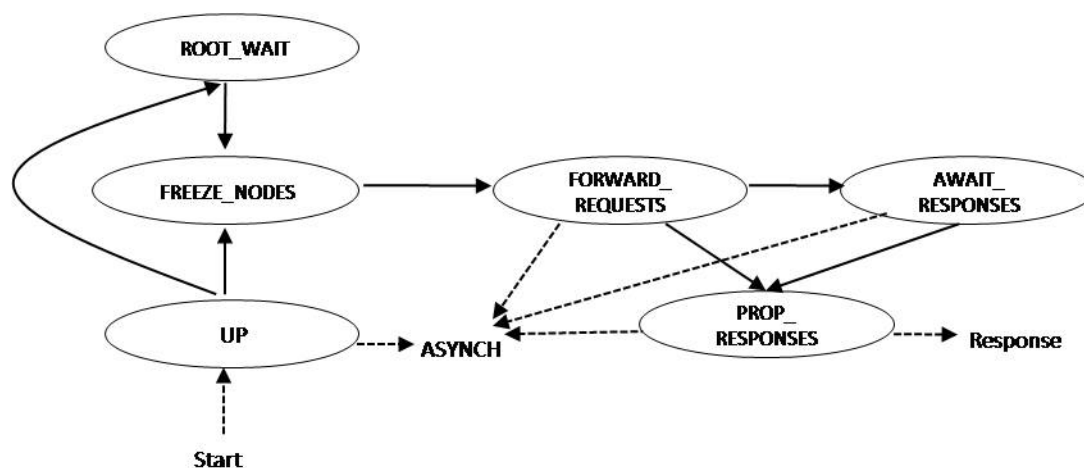 ROOT_WAIT
FREEZE_NODES
FORWARD_
REQUESTS
AWAIT_
RESPONSES
UP
ASYNCH
PROP_
RESPONSES
Response
Start